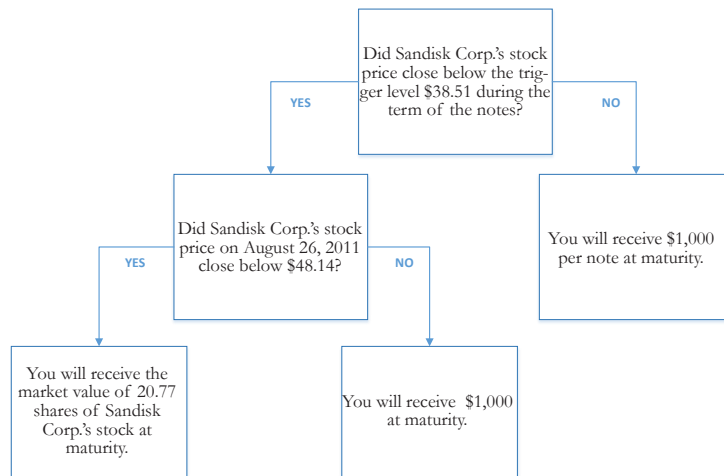 Did Sandisk Corp.'s stock
price close below the trig-
ger level $38.51 during the
term of the notes?
YES
NO
Did Sandisk Corp.'s stock
price on August 26, 2011
close below $48.14?
You will receive $1,000
per note at maturity.
YES
NO
You will receive the
market value of 20.77
shares of Sandisk
Corp.'s stock at
maturity.
You will receive $1,000
at maturity.